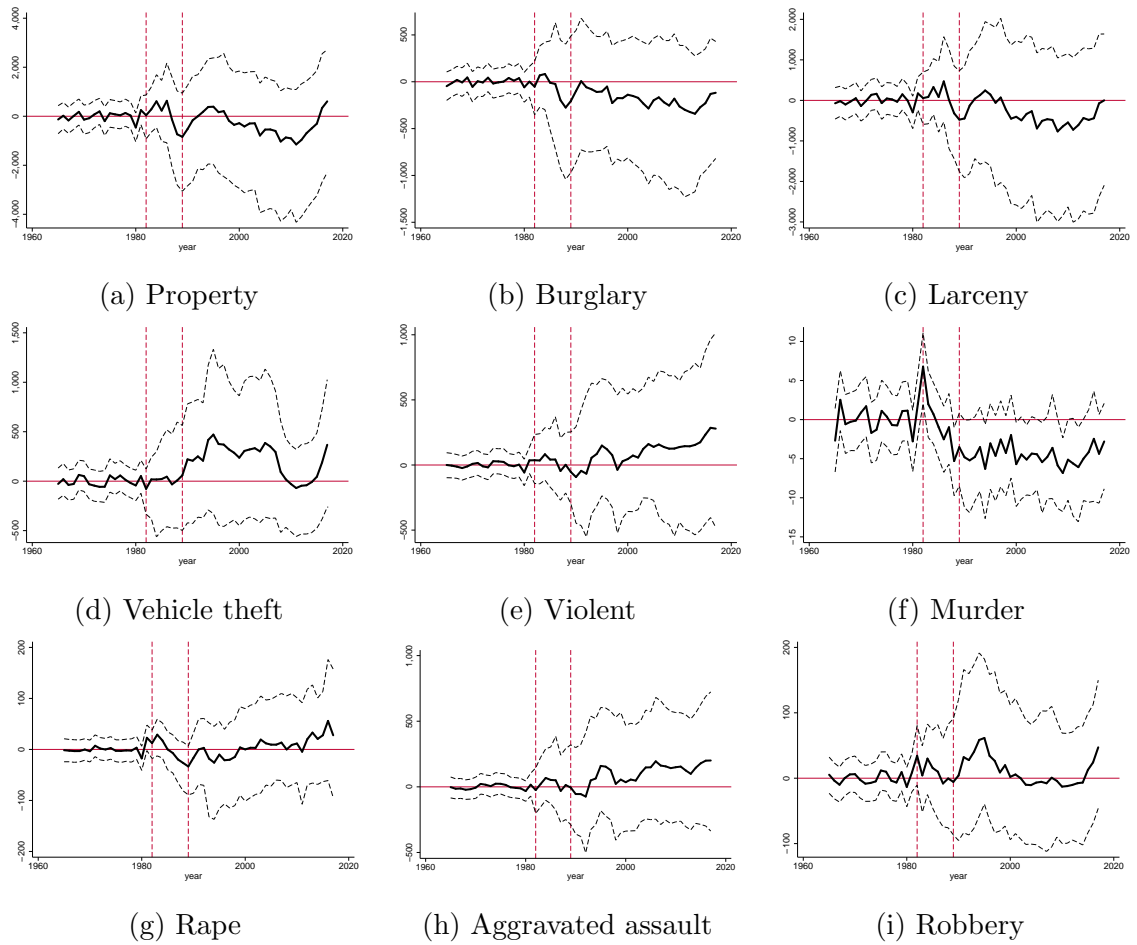 4,000
2,000
0
−2,000
−4,000
1960 1980 2000 2020
year
(a) Property
500
0
−500
−1,000
−1,500
1960 1980 2000 2020
year
(b) Burglary
2,000
1,000
0
−1,000
−2,000
−3,000
1960 1980 2000 2020
year
(c) Larceny
1,500
1,000
500
0
−500
1960 1980 2000 2020
year
(d) Vehicle theft
1,000
500
0
−500
1960 1980 2000 2020
year
(e) Violent
10
5
0
−5
−10
−15
1960 1980 2000 2020
year
(f) Murder
200
100
0
−100
−200
1960 1980 2000 2020
year
(g) Rape
1,000
500
0
−500
1960 1980 2000 2020
year
(h) Aggravated assault
200
100
0
−100
1960 1980 2000 2020
year
(i) Robbery